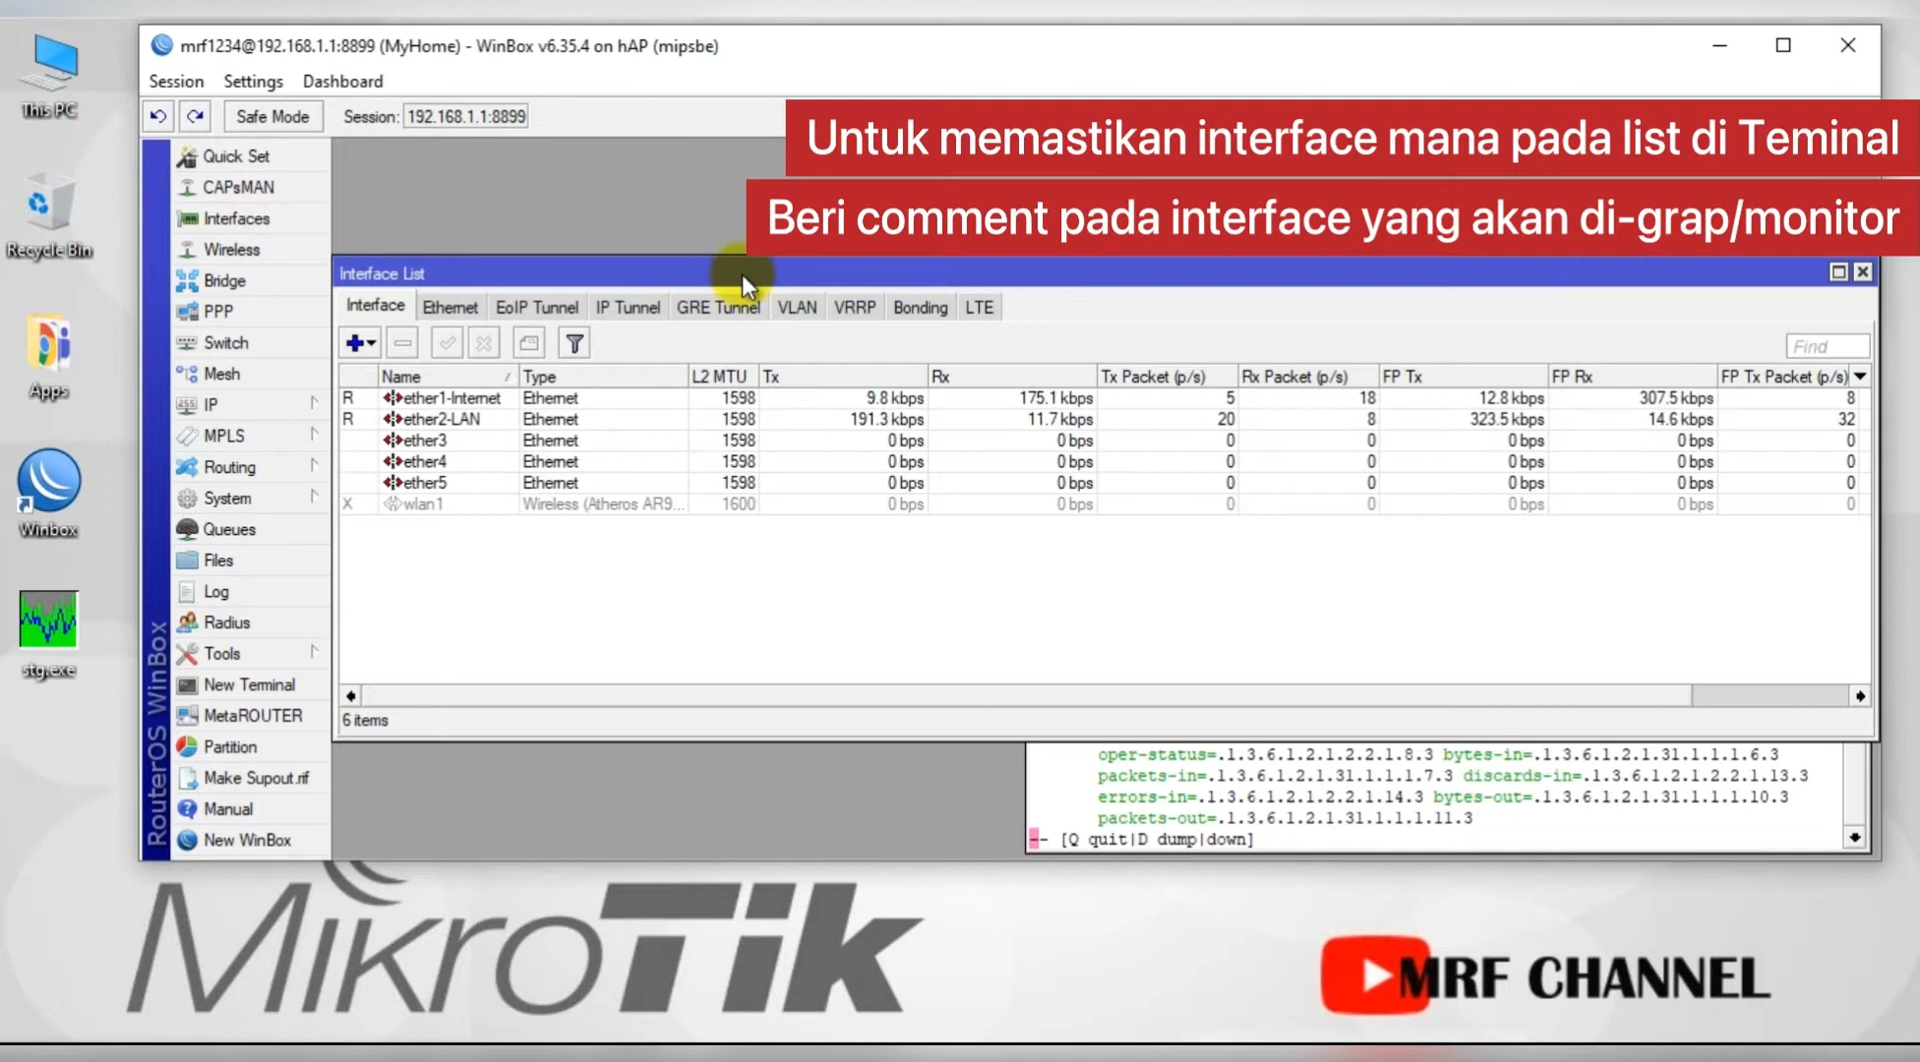 mrf1234@192.168.1.1:8899 (MyHome) - WinBox v6.35.4 on hAP (mipsbe)
Session Settings Dashboard
Safe Mode Session: 192.168.1.1:8899
Untuk memastikan interface mana pada list di Teminal
Beri comment pada interface yang akan di-grap/monitor
This PC
Recycle Bin
Apps
Winbox
stg.exe
RouterOS WinBox
Quick Set
CAPsMAN
Interfaces
Wireless
Bridge
PPP
Switch
Mesh
IP
MPLS
Routing
System
Queues
Files
Log
Radius
Tools
New Terminal
MetaROUTER
Partition
Make Supout.rif
Manual
New WinBox
Interface List
Interface Ethernet EoIP Tunnel IP Tunnel GRE Tunnel VLAN VRRP Bonding LTE
Find
Name Type L2 MTU Tx Rx Tx Packet (p/s) Rx Packet (p/s) FP Tx FP Rx FP Tx Packet (p/s)
R ether1-Internet Ethernet 1598 9.8 kbps 175.1 kbps 5 18 12.8 kbps 307.5 kbps 8
R ether2-LAN Ethernet 1598 191.3 kbps 11.7 kbps 20 8 323.5 kbps 14.6 kbps 32
ether3 Ethernet 1598 0 bps 0 bps 0 0 0 bps 0 bps 0
ether4 Ethernet 1598 0 bps 0 bps 0 0 0 bps 0 bps 0
ether5 Ethernet 1598 0 bps 0 bps 0 0 0 bps 0 bps 0
X wlan1 Wireless (Atheros AR9... 1600 0 bps 0 bps 0 0 0 bps 0 bps 0
6 items
oper-status=.1.3.6.1.2.1.2.2.1.8.3 bytes-in=.1.3.6.1.2.1.31.1.1.1.6.3
packets-in=.1.3.6.1.2.1.31.1.1.1.7.3 discards-in=.1.3.6.1.2.1.2.2.1.13.3
errors-in=.1.3.6.1.2.1.2.2.1.14.3 bytes-out=.1.3.6.1.2.1.31.1.1.1.10.3
packets-out=.1.3.6.1.2.1.31.1.1.1.11.3
-- [Q quit|D dump|down]
MikroTik
MRF CHANNEL